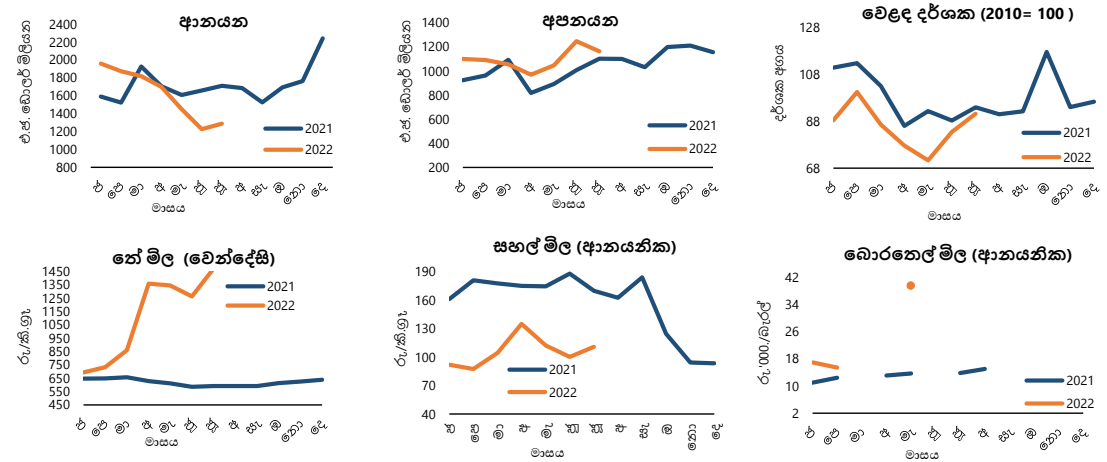 ආනයන
එ.ජ. ඩොලර් මිලියන
2400
2200
2000
1800
1600
1400
1200
1000
800
2021
2022
ජ පෙ මා අ මැ ජූ ජූ අ සැ ඔ නො දෙ
මාසය
අපනයන
එ.ජ. ඩොලර් මිලියන
1400
1200
1000
800
600
400
200
2021
2022
ජ පෙ මා අ මැ ජූ ජූ අ සැ ඔ නො දෙ
මාසය
වෙළඳ දර්ශක (2010= 100 )
දර්ශක අගය
128
108
88
68
2021
2022
ජ පෙ මා අ මැ ජූ ජූ අ සැ ඔ නො දෙ
මාසය
තේ මිල (වෙන්දේසි)
රු/කි.ග්‍රෑ
1450
1350
1250
1150
1050
950
850
750
650
550
450
2021
2022
ජ පෙ මා අ මැ ජූ ජූ අ සැ ඔ නො දෙ
මාසය
සහල් මිල (ආනයනික)
රු/කි.ග්‍රෑ
190
160
130
100
70
40
2021
2022
ජ පෙ මා අ මැ ජූ ජූ අ සැ ඔ නො දෙ
මාසය
බොරතෙල් මිල (ආනයනික)
රු.'000/බැරල්
42
34
26
18
10
2
2021
2022
ජ පෙ මා අ මැ ජූ ජූ අ සැ ඔ නො දෙ
මාසය